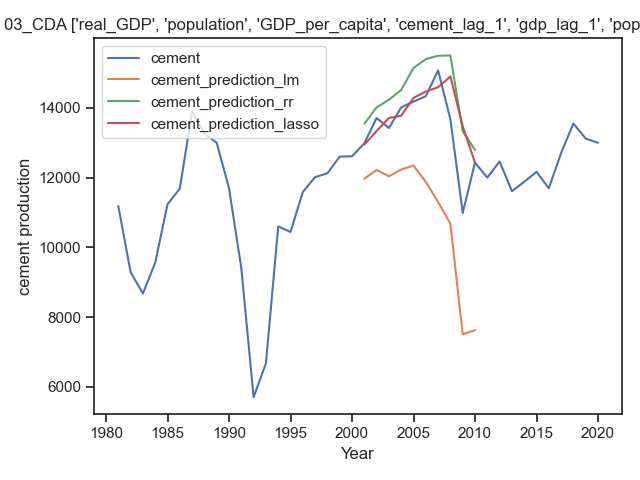 03_CDA ['real_GDP', 'population', 'GDP_per_capita', 'cement_lag_1', 'gdp_lag_1', 'pop
cement
cement_prediction_lm
cement_prediction_rr
cement_prediction_lasso
14000
12000
10000
8000
6000
cement production
1980 1985 1990 1995 2000 2005 2010 2015 2020
Year